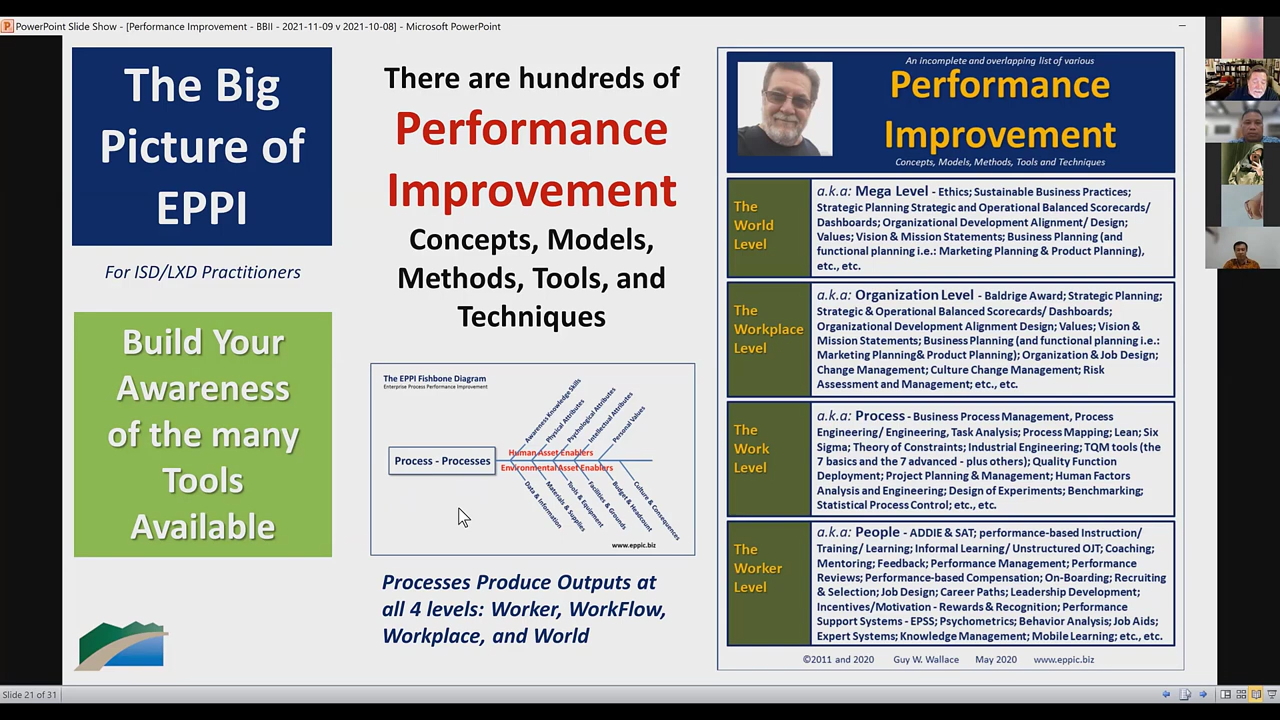 PowerPoint Slide Show - [Performance Improvement - BBII - 2021-11-09 v 2021-10-08] - Microsoft PowerPoint
The Big
Picture of
EPPI
For ISD/LXD Practitioners
Build Your
Awareness
of the many
Tools
Available
There are hundreds of
Performance
Improvement
Concepts, Models,
Methods, Tools, and
Techniques
The EPPI Fishbone Diagram
Enterprise Process Performance Improvement
Awareness Knowledge Skills
Physical Attributes
Psychological Attributes
Intellectual Attributes
Personal Values
Process - Processes
Human Asset Enablers
Environmental Asset Enablers
Data & Information
Materials & Supplies
Tools & Equipment
Facilities & Grounds
Budget & Headcount
Culture & Consequences
www.eppic.biz
Processes Produce Outputs at
all 4 levels: Worker, WorkFlow,
Workplace, and World
An incomplete and overlapping list of various
Performance
Improvement
Concepts, Models, Methods, Tools and Techniques
The
World
Level
a.k.a: Mega Level - Ethics; Sustainable Business Practices;
Strategic Planning Strategic and Operational Balanced Scorecards/
Dashboards; Organizational Development Alignment/ Design;
Values; Vision & Mission Statements; Business Planning (and
functional planning i.e.: Marketing Planning & Product Planning),
etc., etc.
The
Workplace
Level
a.k.a: Organization Level - Baldrige Award; Strategic Planning;
Strategic & Operational Balanced Scorecards/ Dashboards;
Organizational Development Alignment Design; Values; Vision &
Mission Statements; Business Planning (and functional planning i.e.:
Marketing Planning& Product Planning); Organization & Job Design;
Change Management; Culture Change Management; Risk
Assessment and Management; etc., etc.
The
Work
Level
a.k.a: Process - Business Process Management, Process
Engineering/ Engineering, Task Analysis; Process Mapping; Lean; Six
Sigma; Theory of Constraints; Industrial Engineering; TQM tools (the
7 basics and the 7 advanced - plus others); Quality Function
Deployment; Project Planning & Management; Human Factors
Analysis and Engineering; Design of Experiments; Benchmarking;
Statistical Process Control; etc., etc.
The
Worker
Level
a.k.a: People - ADDIE & SAT; performance-based Instruction/
Training/ Learning; Informal Learning/ Unstructured OJT; Coaching;
Mentoring; Feedback; Performance Management; Performance
Reviews; Performance-based Compensation; On-Boarding; Recruiting
& Selection; Job Design; Career Paths; Leadership Development;
Incentives/Motivation - Rewards & Recognition; Performance
Support Systems - EPSS; Psychometrics; Behavior Analysis; Job Aids;
Expert Systems; Knowledge Management; Mobile Learning; etc., etc.
©2011 and 2020 Guy W. Wallace May 2020 www.eppic.biz
Slide 21 of 31